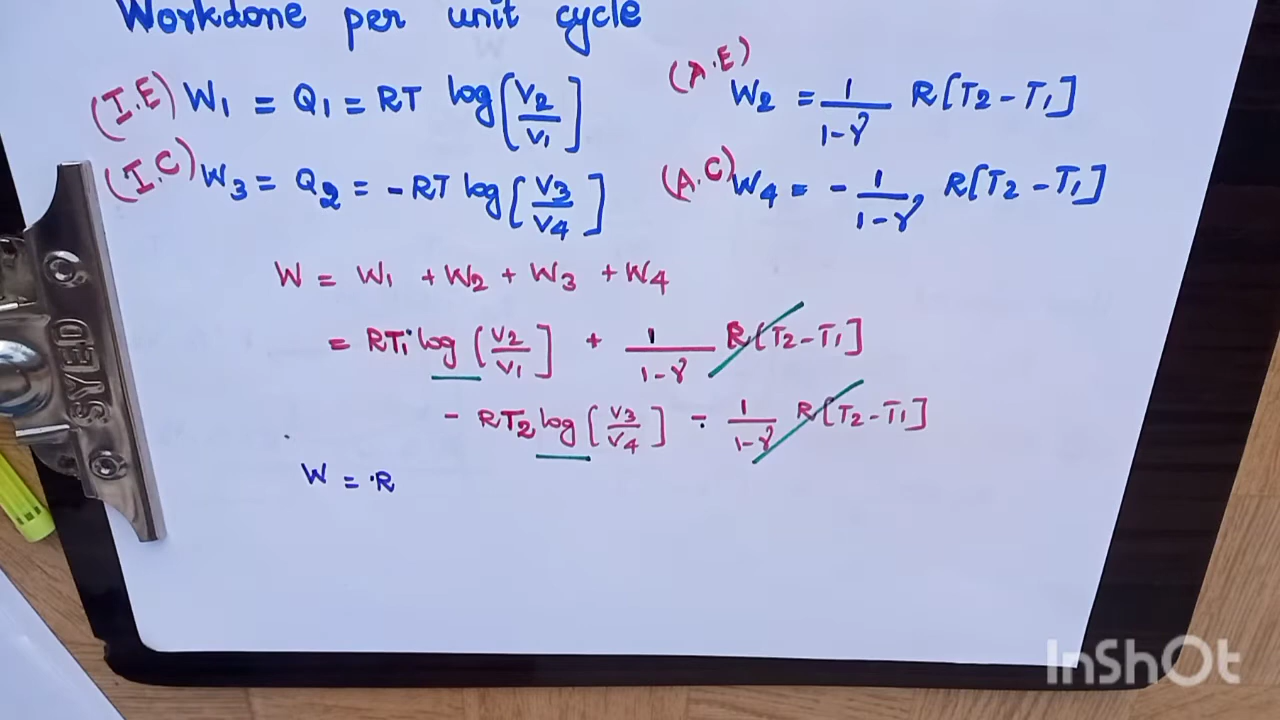 Workdone per unit cycle
(I.E) W₁ = Q₁ = RT log[V₂/V₁] (A.E) W₂ = 1/1-γ R[T₂-T₁]
(I.C) W₃ = Q₂ = -RT log[V₃/V₄] (A.C) W₄ = -1/1-γ R[T₂-T₁]
W = W₁ + W₂ + W₃ + W₄
= RT₁ log[V₂/V₁] + 1/1-γ R[T₂-T₁]
- RT₂ log[V₃/V₄] - 1/1-γ R[T₂-T₁]
W = R
SYED
InShOt